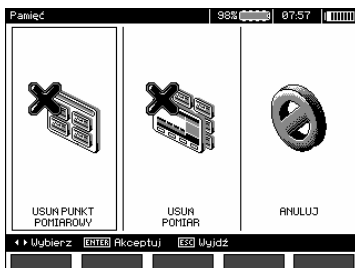 Pamięć 98% 07:57
USUŃ PUNKT
POMIAROWY
USUŃ
POMIAR
ANULUJ
Wybierz ENTER Akceptuj ESC Wyjdź